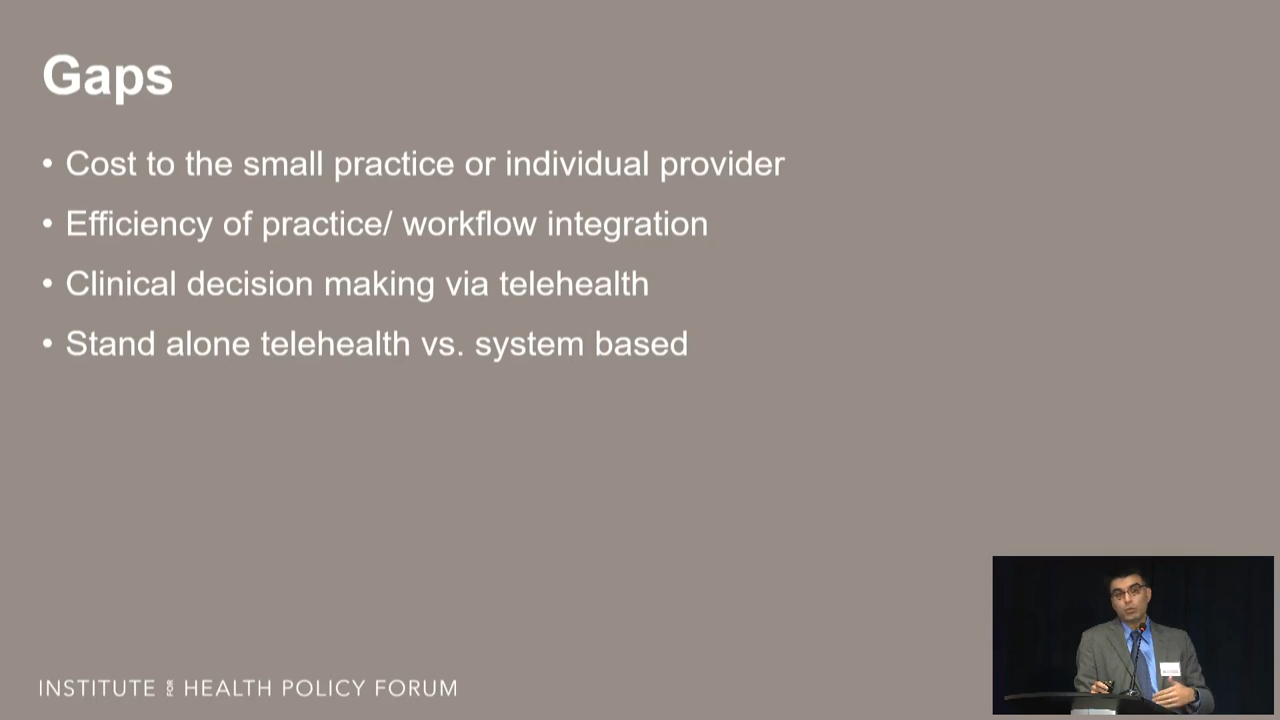 Gaps
• Cost to the small practice or individual provider
• Efficiency of practice/ workflow integration
• Clinical decision making via telehealth
• Stand alone telehealth vs. system based
INSTITUTE FOR HEALTH POLICY FORUM